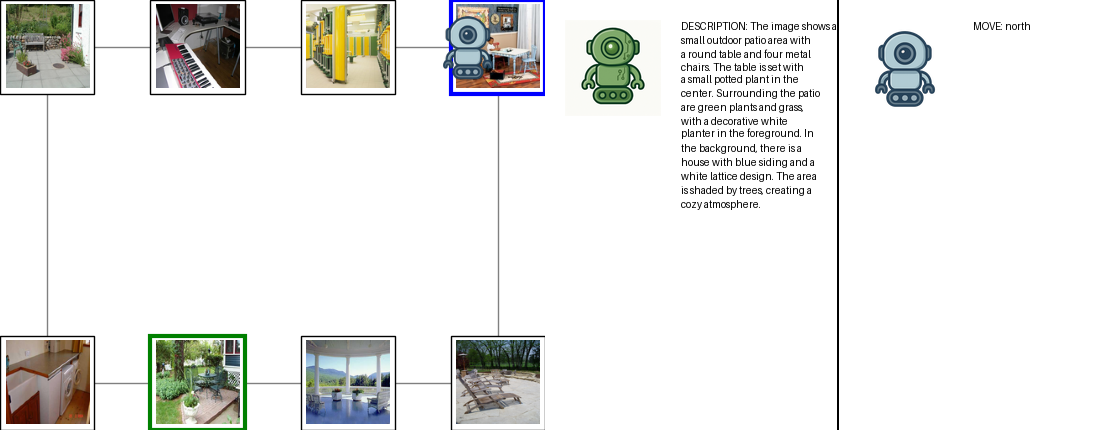 DESCRIPTION: The image shows a
small outdoor patio area with
a round table and four metal
chairs. The table is set with
a small potted plant in the
center. Surrounding the patio
are green plants and grass,
with a decorative white
planter in the foreground. In
the background, there is a
house with blue siding and a
white lattice design. The area
is shaded by trees, creating a
cozy atmosphere.
MOVE: north